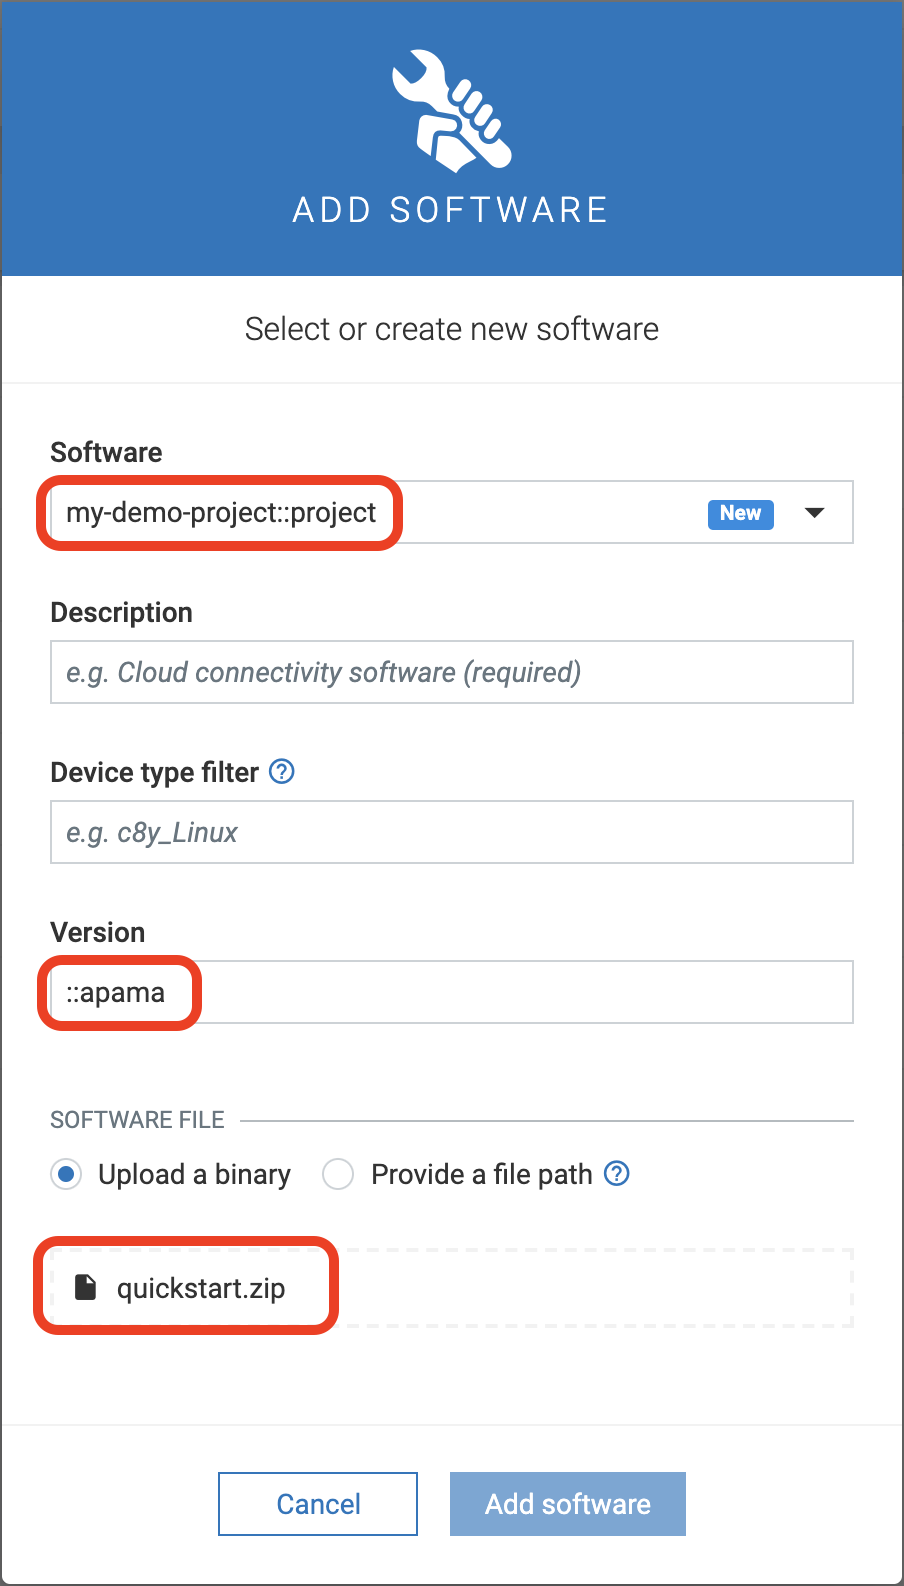 ADD SOFTWARE
Select or create new software
Software
my-demo-project::project New
Description
e.g. Cloud connectivity software (required)
Device type filter ?
e.g. c8y_Linux
Version
::apama
SOFTWARE FILE
Upload a binary Provide a file path ?
quickstart.zip
Cancel Add software